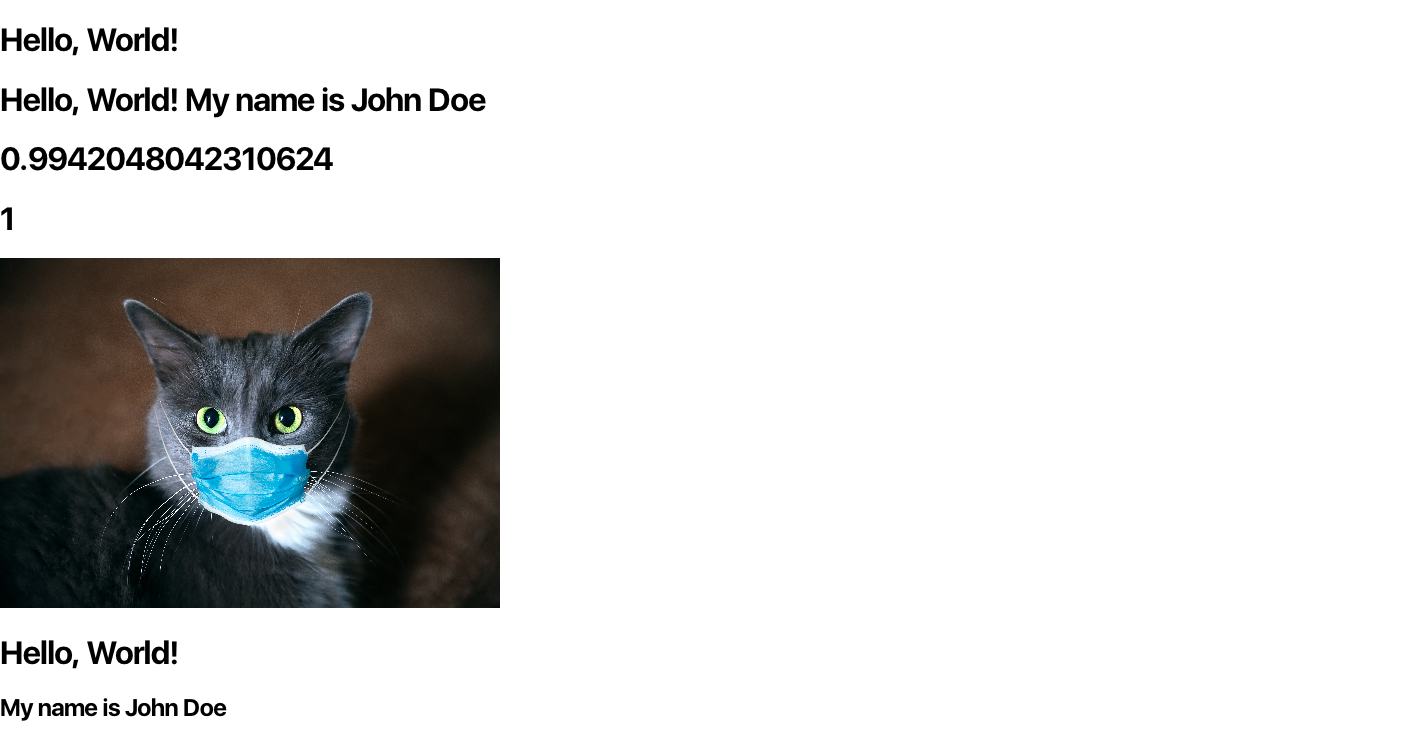 Hello, World!
Hello, World! My name is John Doe
0.9942048042310624
1
Hello, World!
My name is John Doe